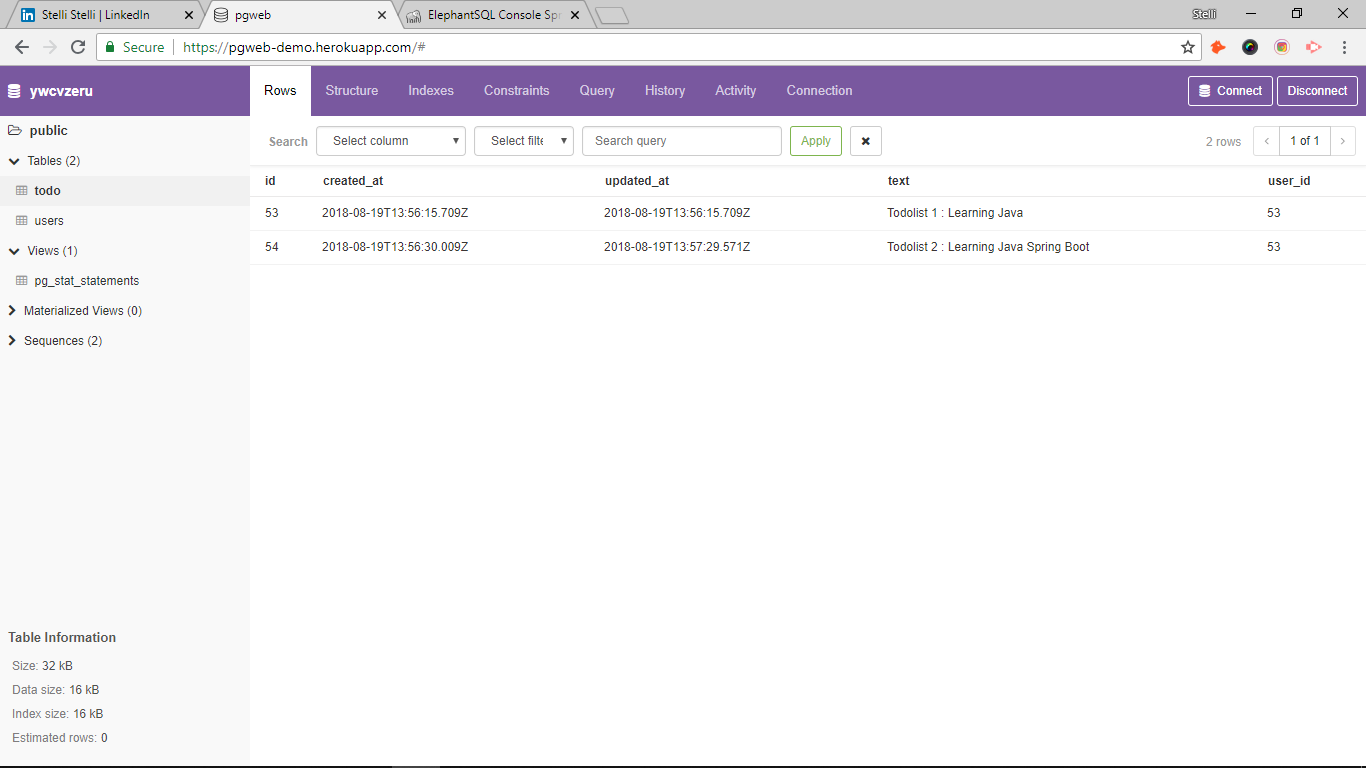 Stelli Stelli | LinkedIn
pgweb
ElephantSQL Console Spr
Stelli
Secure
https://pgweb-demo.herokuapp.com/#
ywcvzeru
Rows Structure Indexes Constraints Query History Activity Connection
Connect Disconnect
public
Tables (2)
todo
users
Views (1)
pg_stat_statements
Materialized Views (0)
Sequences (2)
Search Select column Select filte Search query Apply
2 rows 1 of 1
id created_at updated_at text user_id
53 2018-08-19T13:56:15.709Z 2018-08-19T13:56:15.709Z Todolist 1 : Learning Java 53
54 2018-08-19T13:56:30.009Z 2018-08-19T13:57:29.571Z Todolist 2 : Learning Java Spring Boot 53
Table Information
Size: 32 kB
Data size: 16 kB
Index size: 16 kB
Estimated rows: 0